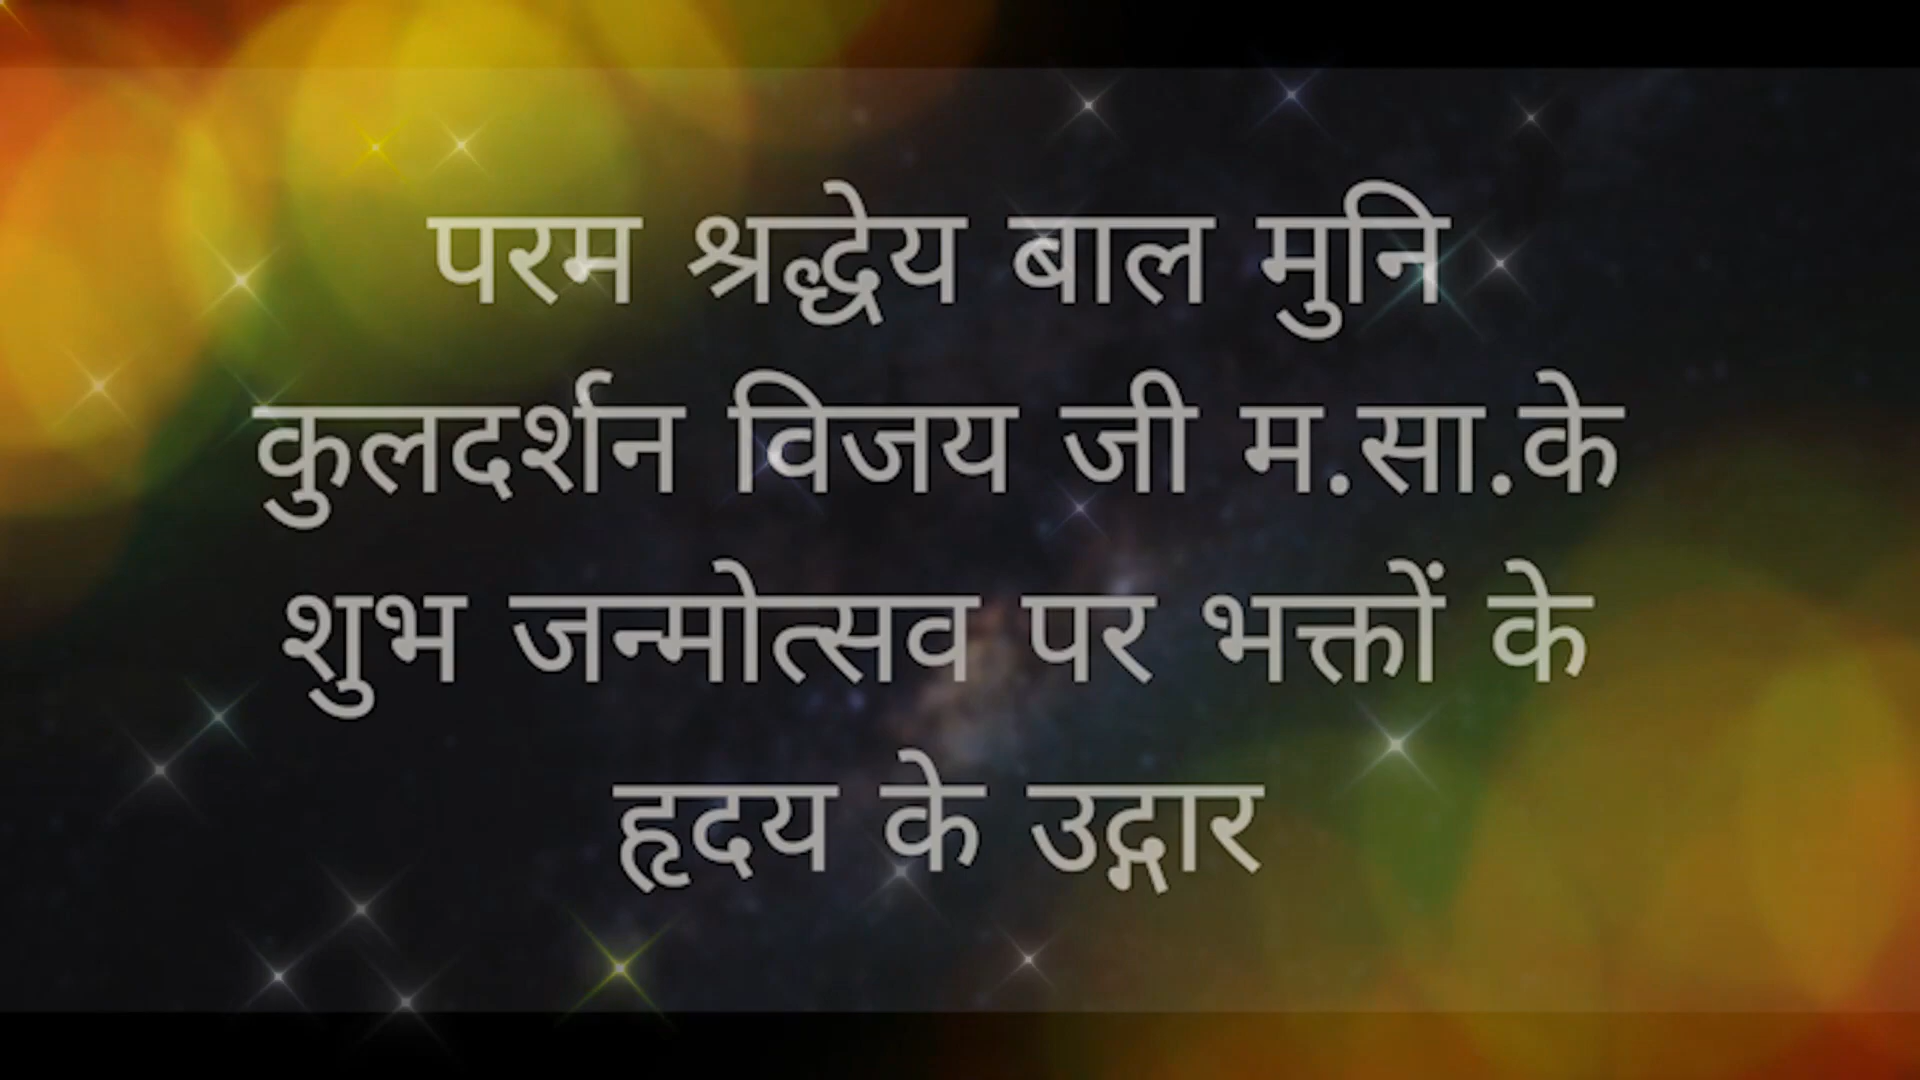 परम श्रद्धेय बाल मुनि
कुलदर्शन विजय जी म.सा.के
शुभ जन्मोत्सव पर भक्तों के
हृदय के उद्गार